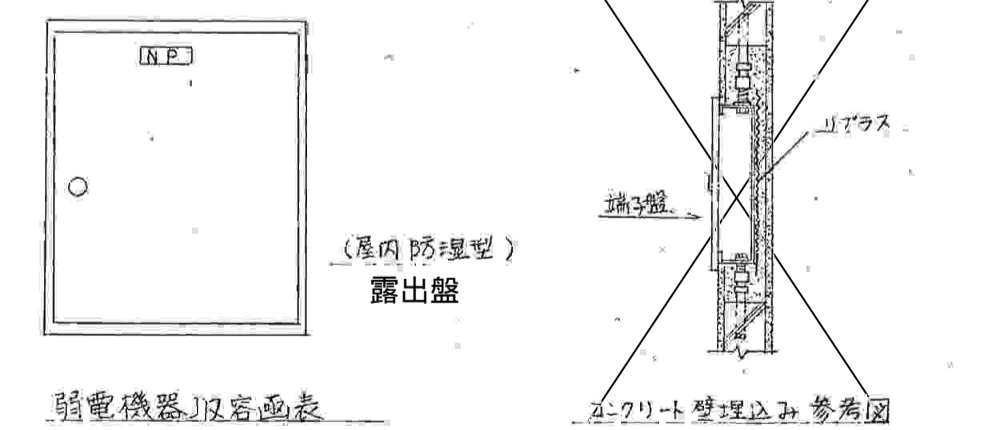 NP
(屋内防湿型)
露出盤
弱電機器収容函表
リブラス
端子盤
コンクリート壁埋込み参考図